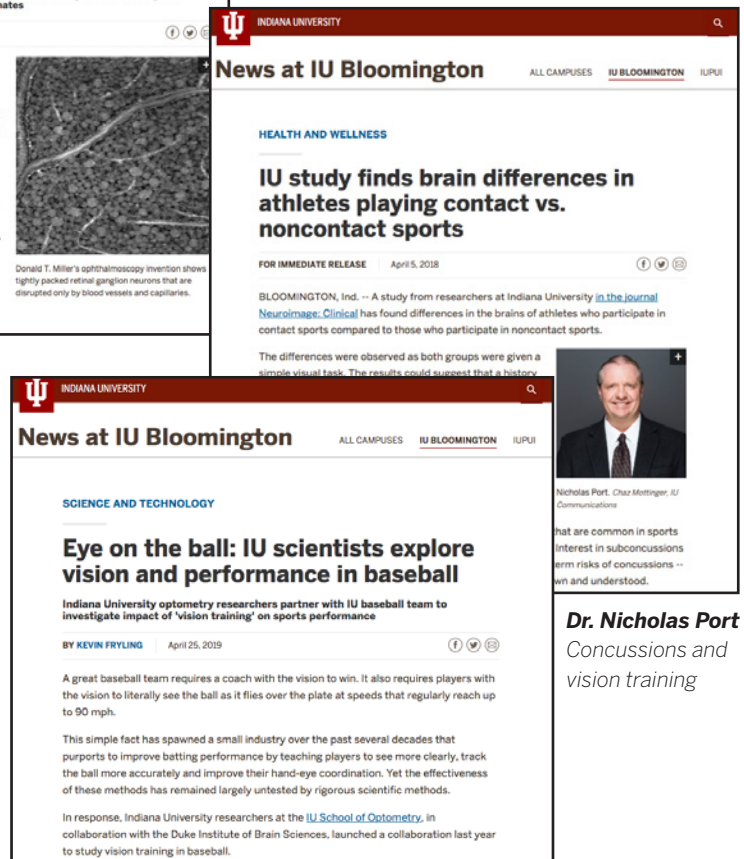 Donald T. Miller's ophthalmoscopy invention shows
tightly packed retinal ganglion neurons that are
disrupted only by blood vessels and capillaries.
INDIANA UNIVERSITY
News at IU Bloomington
ALL CAMPUSES IU BLOOMINGTON IUPUI
HEALTH AND WELLNESS
IU study finds brain differences in
athletes playing contact vs.
noncontact sports
FOR IMMEDIATE RELEASE April 5, 2018
BLOOMINGTON, Ind. -- A study from researchers at Indiana University in the journal
Neuroimage: Clinical has found differences in the brains of athletes who participate in
contact sports compared to those who participate in noncontact sports.
The differences were observed as both groups were given a
simple visual task. The results could suggest that a history
Nicholas Port. Chaz Mottinger, IU
Communications
hat are common in sports
Interest in subconcussions
erm risks of concussions --
wn and understood.
INDIANA UNIVERSITY
News at IU Bloomington
ALL CAMPUSES IU BLOOMINGTON IUPUI
SCIENCE AND TECHNOLOGY
Eye on the ball: IU scientists explore
vision and performance in baseball
Indiana University optometry researchers partner with IU baseball team to
investigate impact of 'vision training' on sports performance
BY KEVIN FRYLING April 25, 2019
A great baseball team requires a coach with the vision to win. It also requires players with
the vision to literally see the ball as it flies over the plate at speeds that regularly reach up
to 90 mph.
This simple fact has spawned a small industry over the past several decades that
purports to improve batting performance by teaching players to see more clearly, track
the ball more accurately and improve their hand-eye coordination. Yet the effectiveness
of these methods has remained largely untested by rigorous scientific methods.
In response, Indiana University researchers at the IU School of Optometry, in
collaboration with the Duke Institute of Brain Sciences, launched a collaboration last year
to study vision training in baseball.
Dr. Nicholas Port
Concussions and
vision training